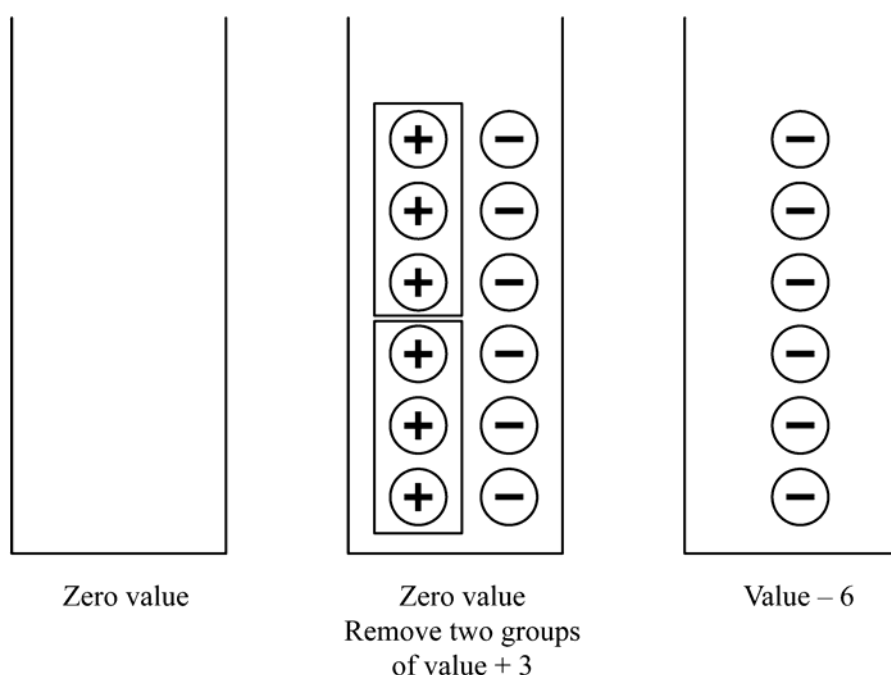 Zero value
Zero value
Remove two groups
of value + 3
Value – 6